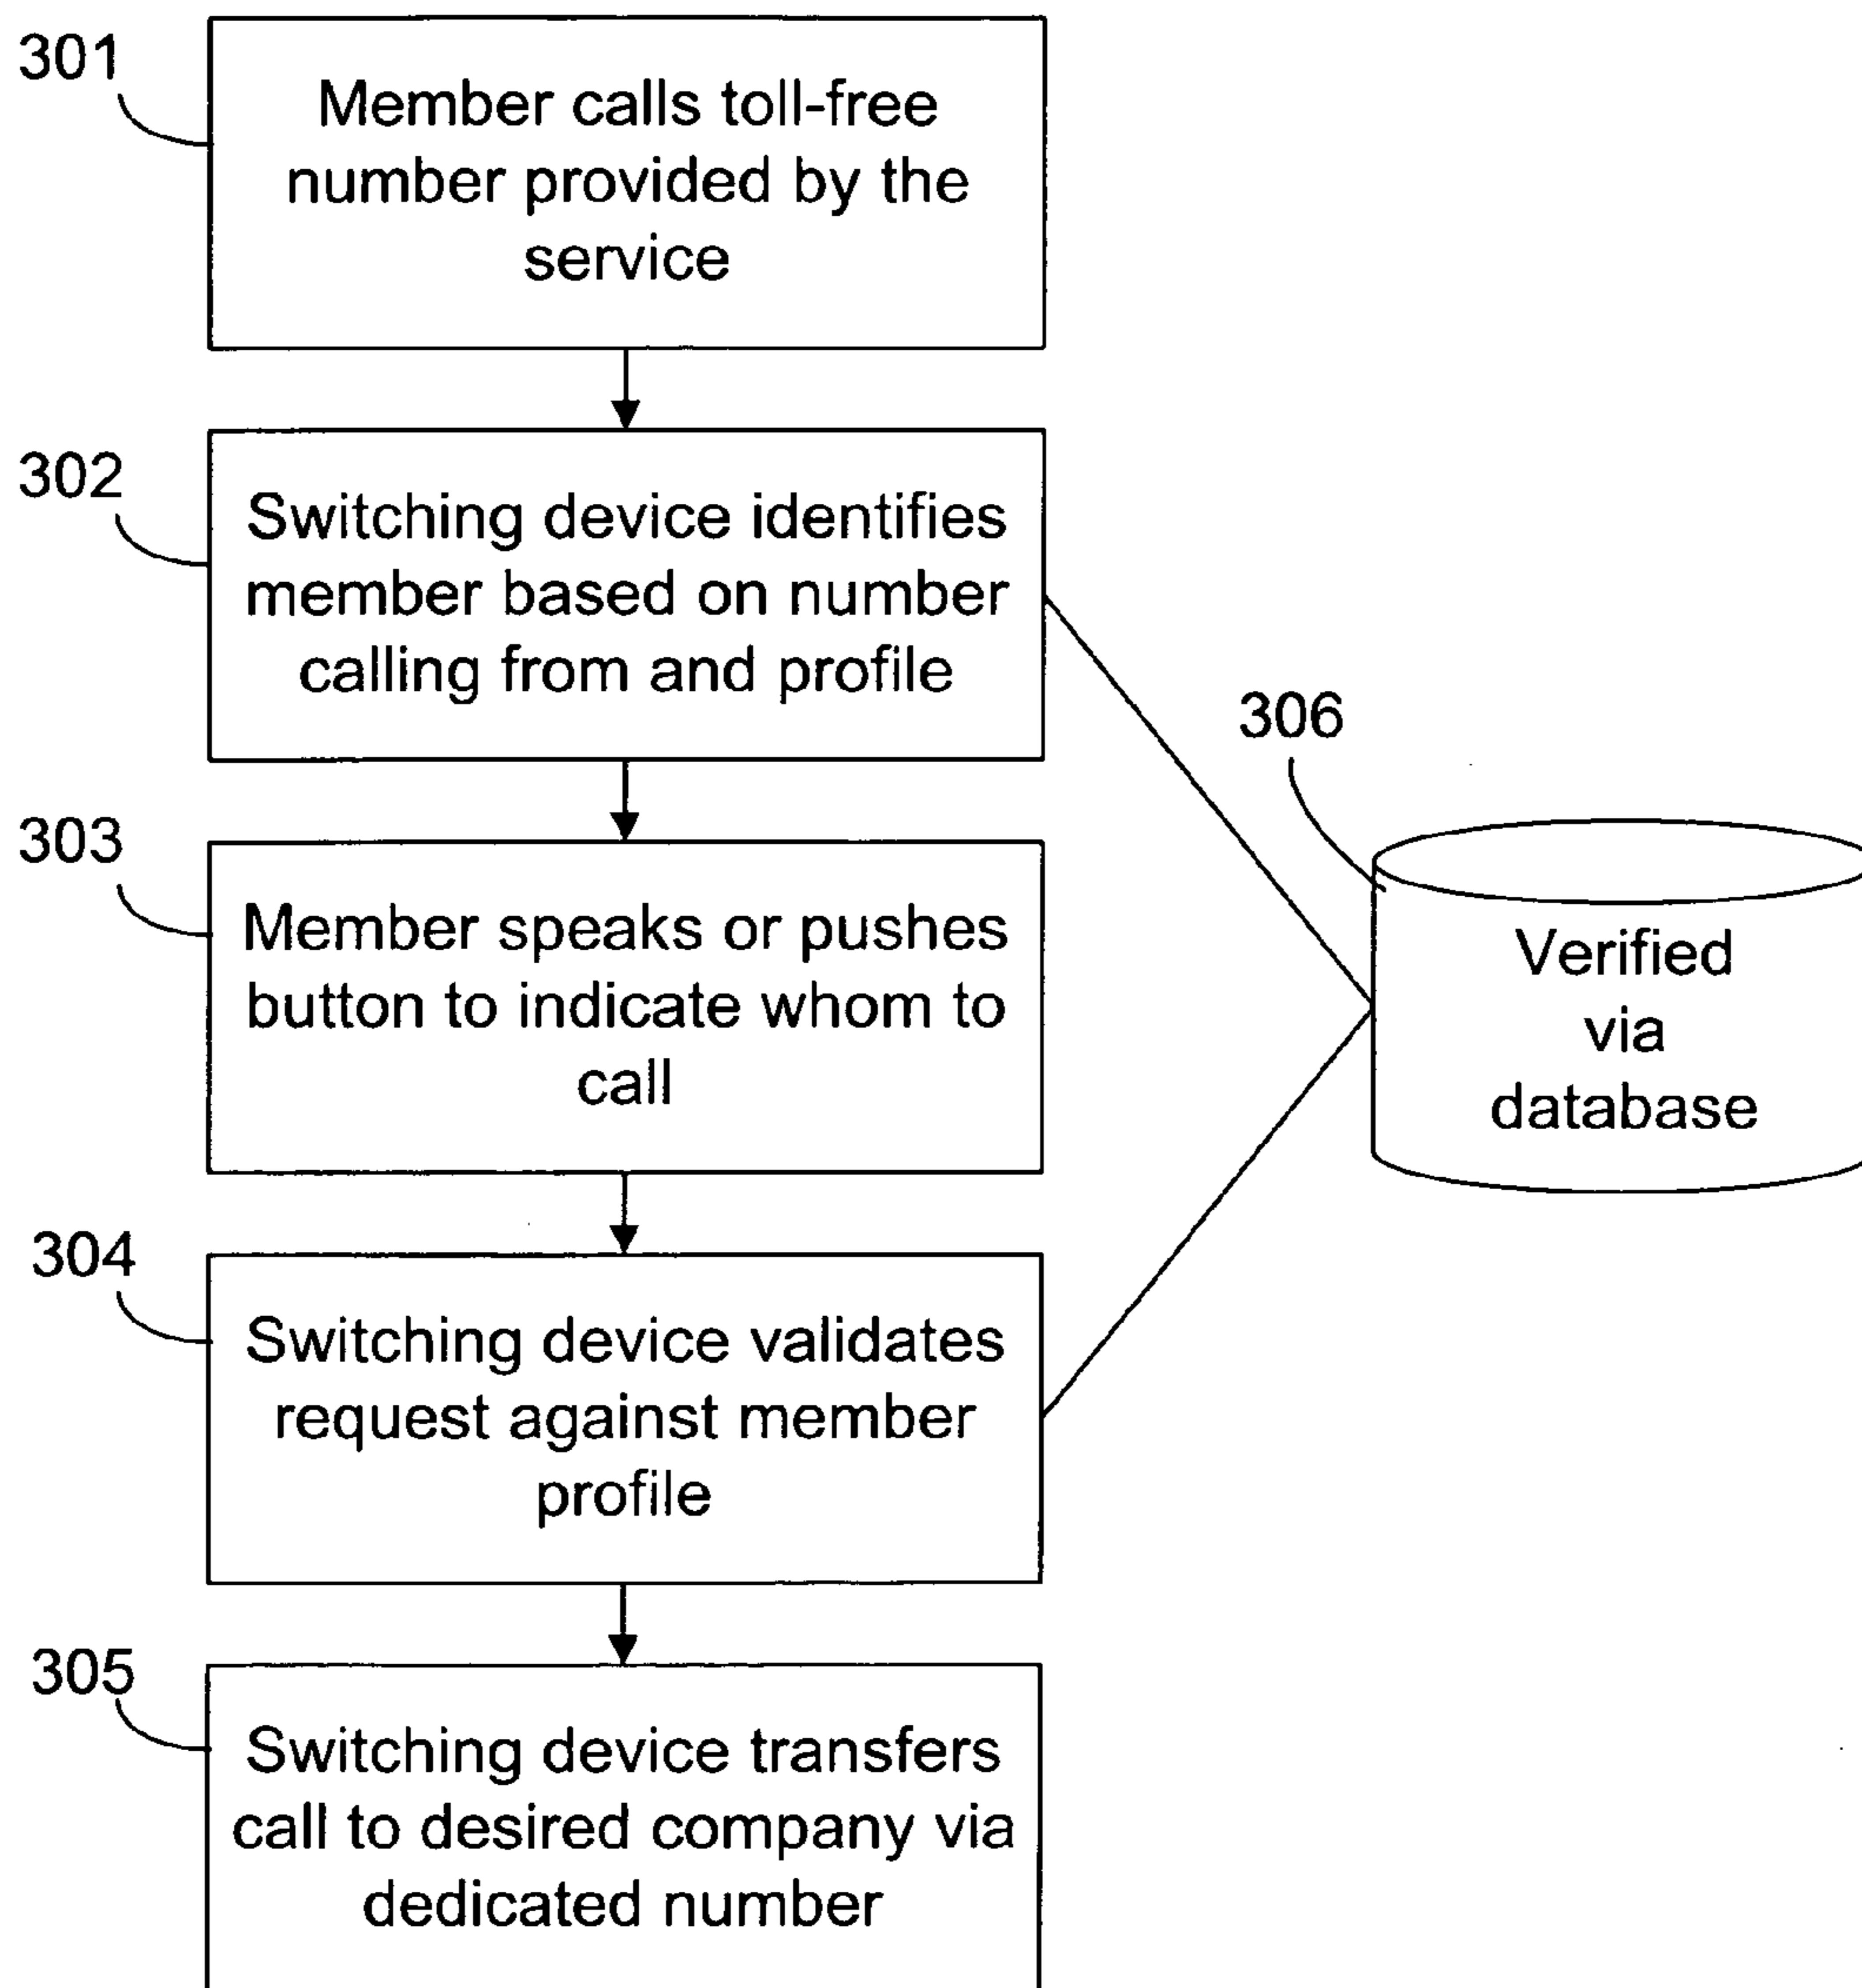 301
Member calls toll-free
number provided by the
service
302
Switching device identifies
member based on number
calling from and profile
303
Member speaks or pushes
button to indicate whom to
call
304
Switching device validates
request against member
profile
305
Switching device transfers
call to desired company via
dedicated number
306
Verified
via
database